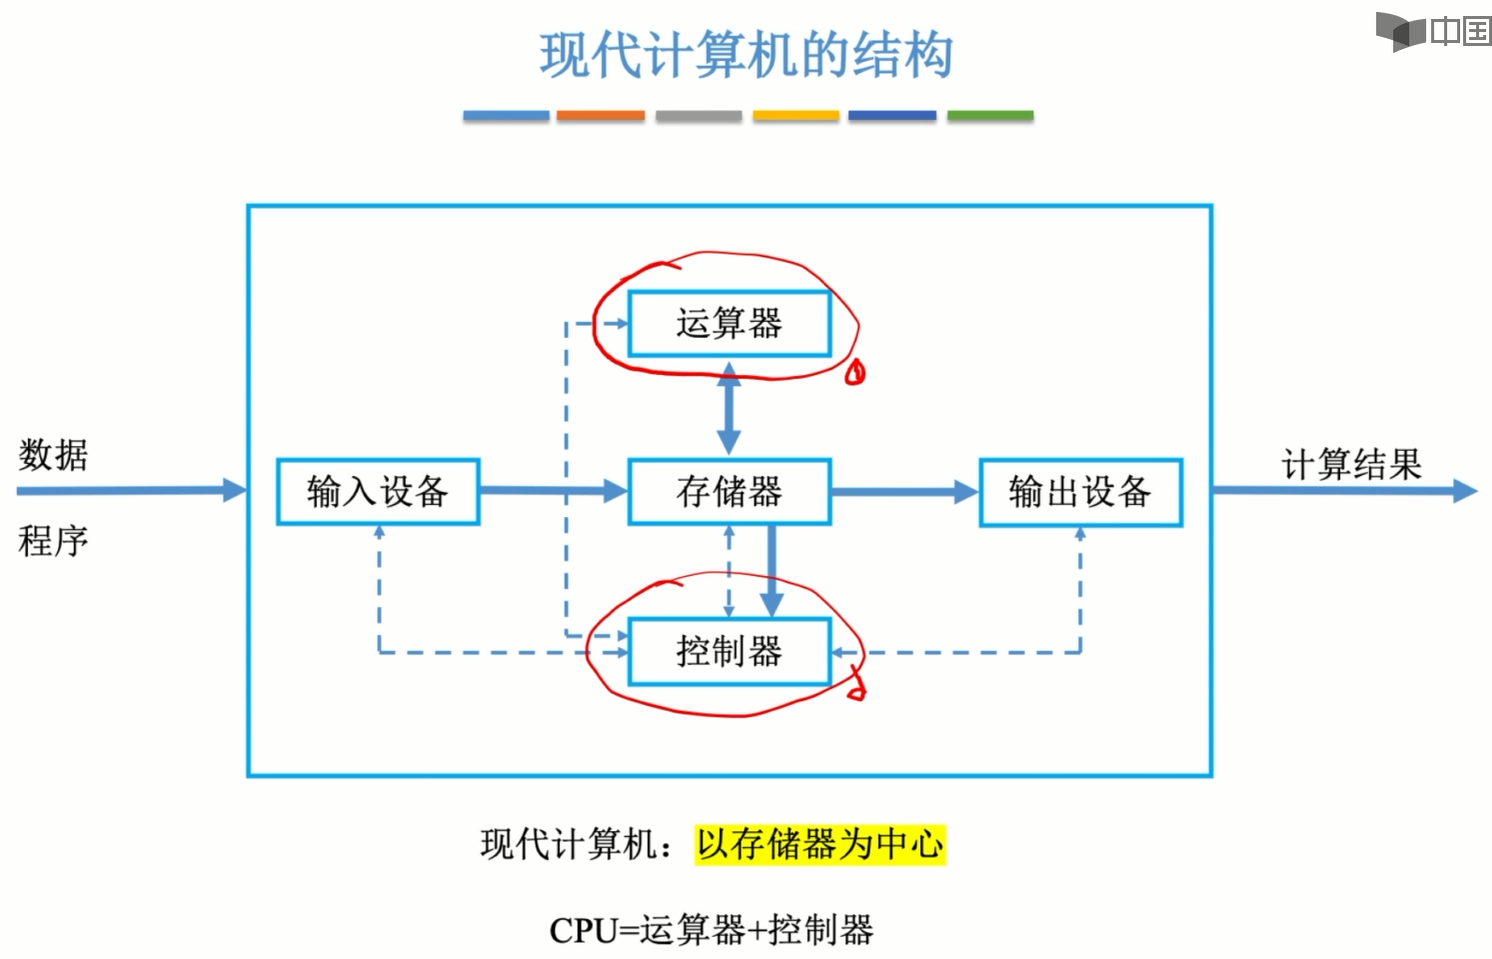 现代计算机的结构
中国
运算器
1
数据
输入设备
存储器
输出设备
计算结果
程序
控制器
2
现代计算机：以存储器为中心
CPU=运算器+控制器